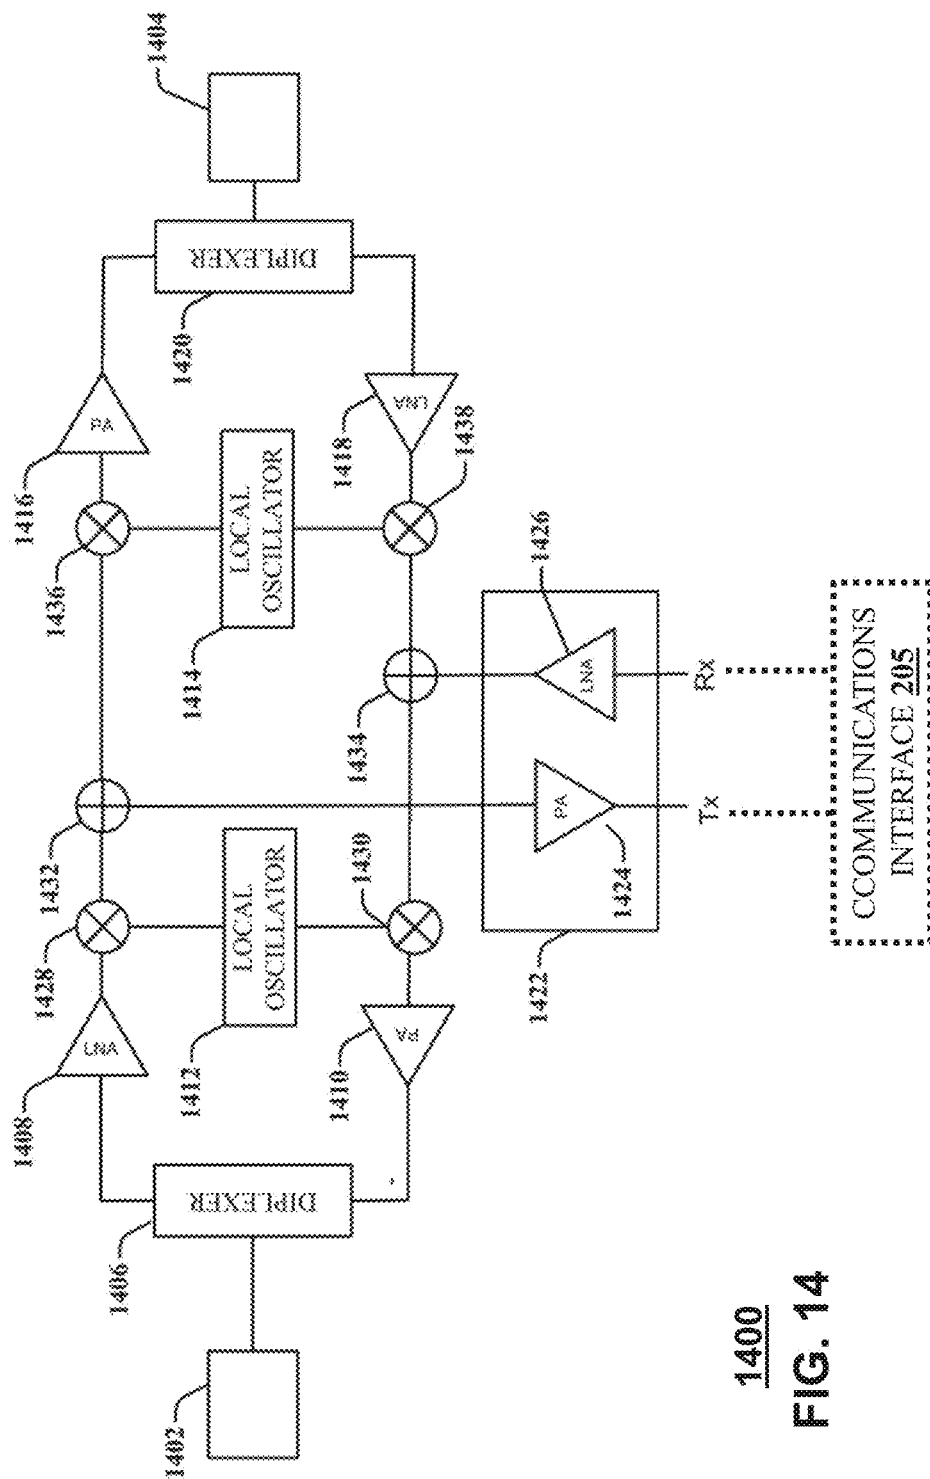 1404
1416
PA
DIPLEXER
1420
1436
LOCAL
OSCILLATOR
1414
LNA
1418
1438
1432
1434
1426
LNA
Rx
1428
LOCAL
OSCILLATOR
1412
1430
PA
1424
Tx
1422
CCOMMUNICATIONS
INTERFACE 205
1408
LNA
PA
1410
DIPLEXER
1406
1402
1400
FIG. 14